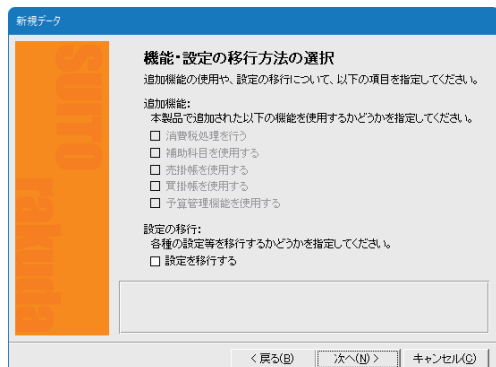 新規データ
sumo
rakuda
機能・設定の移行方法の選択
追加機能の使用や、設定の移行について、以下の項目を指定してください。
追加機能:
本製品で追加された以下の機能を使用するかどうかを指定してください。
消費税処理を行う
補助科目を使用する
売掛帳を使用する
買掛帳を使用する
予算管理機能を使用する
設定の移行:
各種の設定等を移行するかどうかを指定してください。
設定を移行する
< 戻る(B)
次へ(N) >
キャンセル(C)